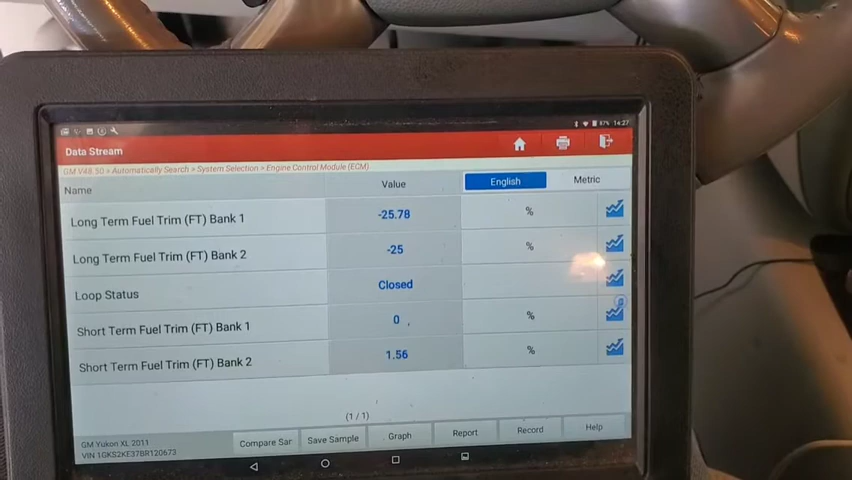 87% 14:27
Data Stream
GM V48.50 > Automatically Search > System Selection > Engine Control Module (ECM)
Name Value English Metric
Long Term Fuel Trim (FT) Bank 1 -25.78 %
Long Term Fuel Trim (FT) Bank 2 -25 %
Loop Status Closed
Short Term Fuel Trim (FT) Bank 1 0 %
Short Term Fuel Trim (FT) Bank 2 1.56 %
(1 / 1)
GM Yukon XL 2011
VIN 1GKS2KE37BR120673
Compare Sar Save Sample Graph Report Record Help